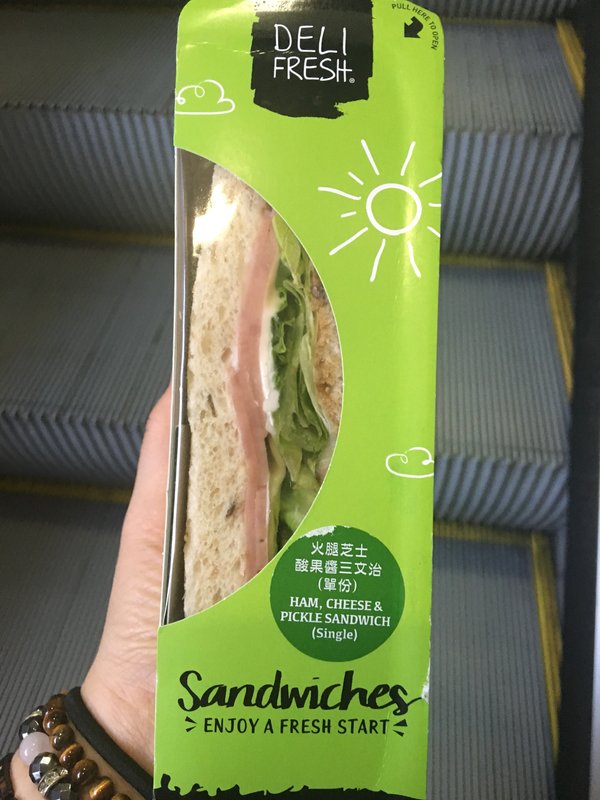 DELI
FRESH®
PULL HERE TO OPEN
火腿芝士
酸果醬三文治
(單份)
HAM, CHEESE &
PICKLE SANDWICH
(Single)
Sandwiches
ENJOY A FRESH START